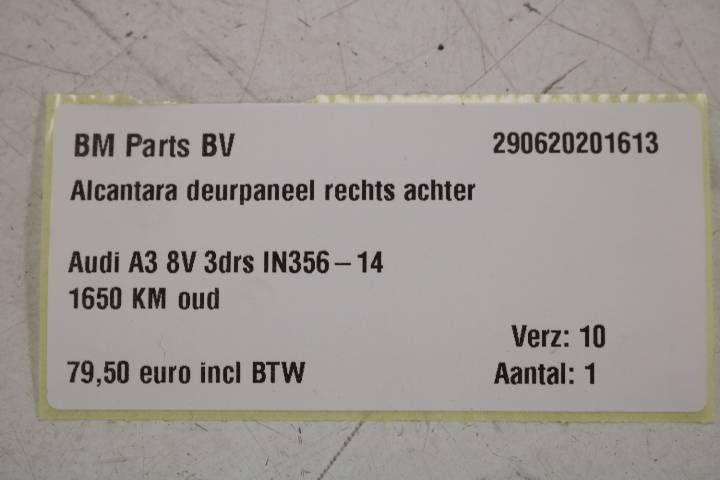 BM Parts BV 290620201613
Alcantara deurpaneel rechts achter
Audi A3 8V 3drs IN356-14
1650 KM oud
Verz: 10
79,50 euro incl BTW Aantal: 1